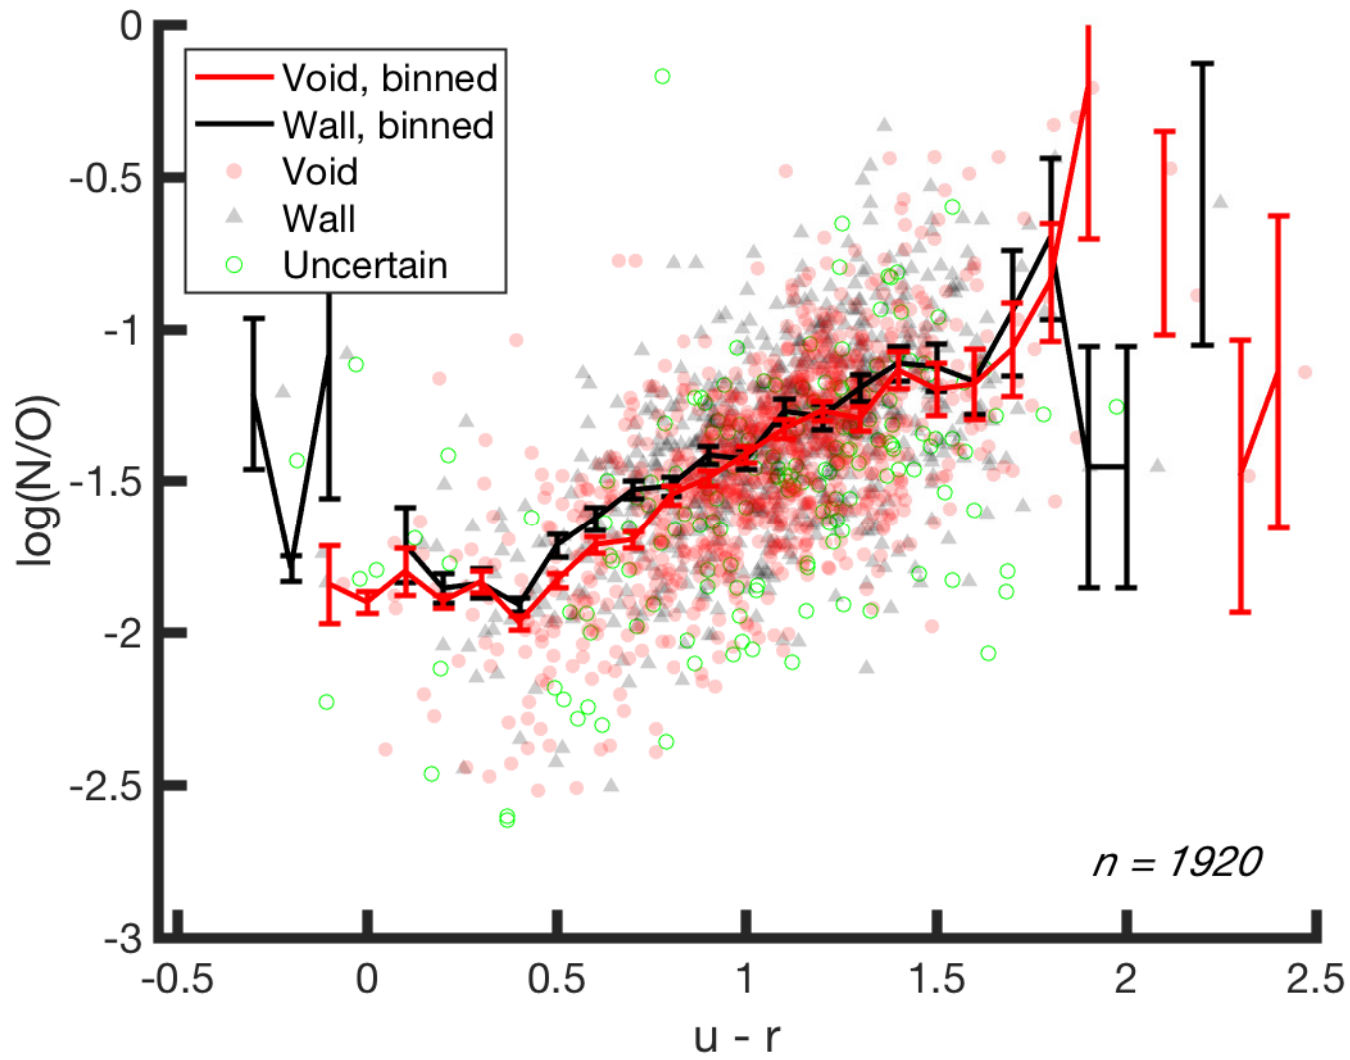 0
-0.5
-1
-1.5
-2
-2.5
-3
log(N/O)
Void, binned
Wall, binned
Void
Wall
Uncertain
n = 1920
-0.5 0 0.5 1 1.5 2 2.5
u - r